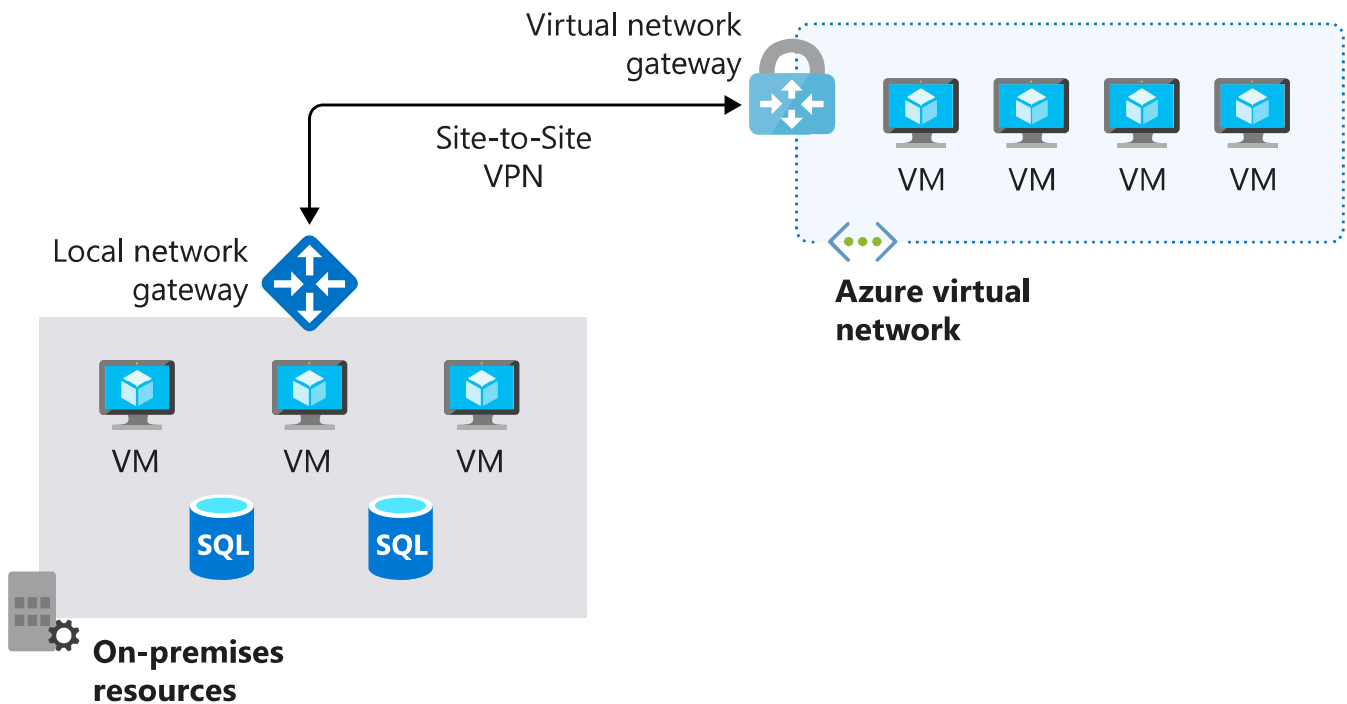 Virtual network
gateway
VM VM VM VM
Site-to-Site
VPN
Azure virtual
network
Local network
gateway
VM VM VM
SQL SQL
On-premises
resources